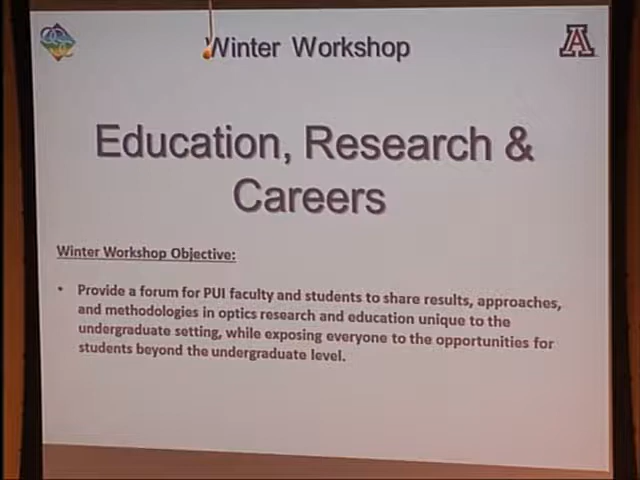 Winter Workshop
A
Education, Research &
Careers
Winter Workshop Objective:
• Provide a forum for PUI faculty and students to share results, approaches,
and methodologies in optics research and education unique to the
undergraduate setting, while exposing everyone to the opportunities for
students beyond the undergraduate level.